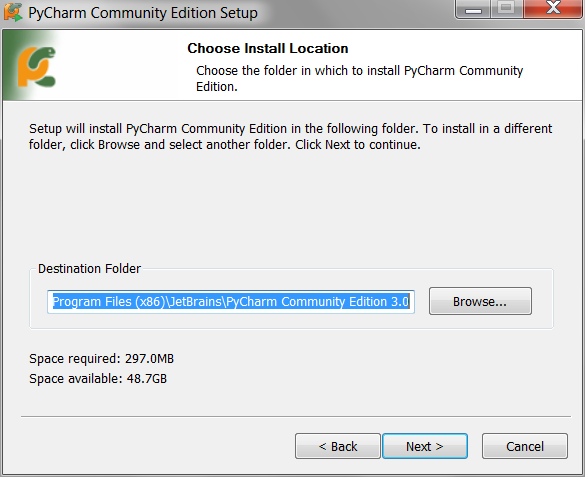 PyCharm Community Edition Setup
Choose Install Location
Choose the folder in which to install PyCharm Community
Edition.
Setup will install PyCharm Community Edition in the following folder. To install in a different
folder, click Browse and select another folder. Click Next to continue.
Destination Folder
Program Files (x86)\JetBrains\PyCharm Community Edition 3.0
Browse...
Space required: 297.0MB
Space available: 48.7GB
< Back
Next >
Cancel